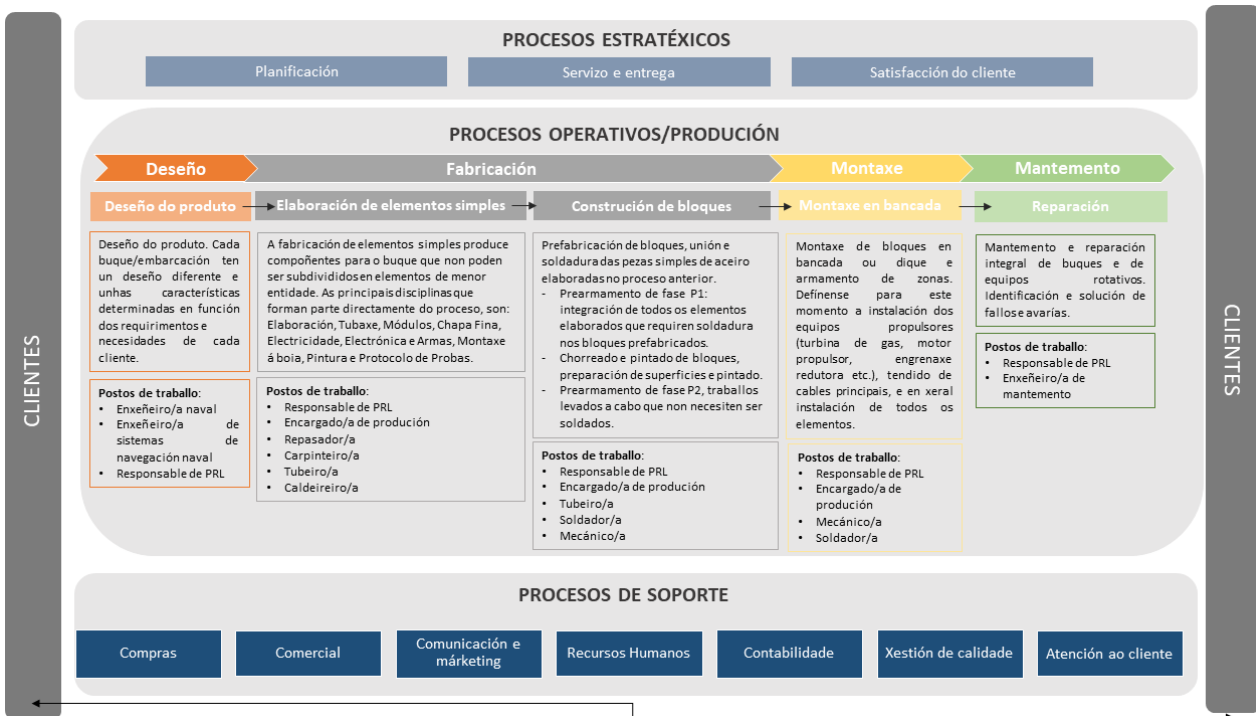 CLIENTES
PROCESOS ESTRATÉXICOS
Planificación
Servizo e entrega
Satisfacción do cliente
PROCESOS OPERATIVOS/PRODUCIÓN
Deseño
Fabricación
Montaxe
Mantemento
Deseño do produto
Elaboración de elementos simples
Construción de bloques
Montaxe en bancada
Reparación
Deseño do produto. Cada
buque/embarcación ten
un deseño diferente e
unhas características
determinadas en función
dos requirimentos e
necesidades de cada
cliente.
Postos de traballo:
• Enxeñeiro/a naval
• Enxeñeiro/a de
sistemas de
navegación naval
• Responsable de PRL
A fabricación de elementos simples produce
compoñentes para o buque que non poden
ser subdivididos en elementos de menor
entidade. As principais disciplinas que
forman parte directamente do proceso, son:
Elaboración, Tubaxe, Módulos, Chapa Fina,
Electricidade, Electrónica e Armas, Montaxe
á boia, Pintura e Protocolo de Probas.
Postos de traballo:
• Responsable de PRL
• Encargado/a de produción
• Repasador/a
• Carpinteiro/a
• Tubeiro/a
• Caldeireiro/a
Prefabricación de bloques, unión e
soldadura das pezas simples de aceiro
elaboradas no proceso anterior.
- Prearmamento de fase P1:
integración de todos os elementos
elaborados que requiren soldadura
nos bloques prefabricados.
- Chorreado e pintado de bloques,
preparación de superficies e pintado.
- Prearmamento de fase P2, traballos
levados a cabo que non necesiten ser
soldados.
Postos de traballo:
• Responsable de PRL
• Encargado/a de produción
• Tubeiro/a
• Soldador/a
• Mecánico/a
Montaxe de bloques en
bancada ou dique e
armamento de zonas.
Defínense para este
momento a instalación dos
equipos propulsores
(turbina de gas, motor
propulsor, engrenaxe
redutora etc.), tendido de
cables principais, e en xeral
instalación de todos os
elementos.
Postos de traballo:
• Responsable de PRL
• Encargado/a de
produción
• Mecánico/a
• Soldador/a
Mantemento e reparación
integral de buques e de
equipos rotativos.
Identificación e solución de
fallos e avarías.
Postos de traballo:
• Responsable de PRL
• Enxeñeiro/a de
mantemento
PROCESOS DE SOPORTE
Compras
Comercial
Comunicación e
márketing
Recursos Humanos
Contabilidade
Xestión de calidade
Atención ao cliente
CLIENTES